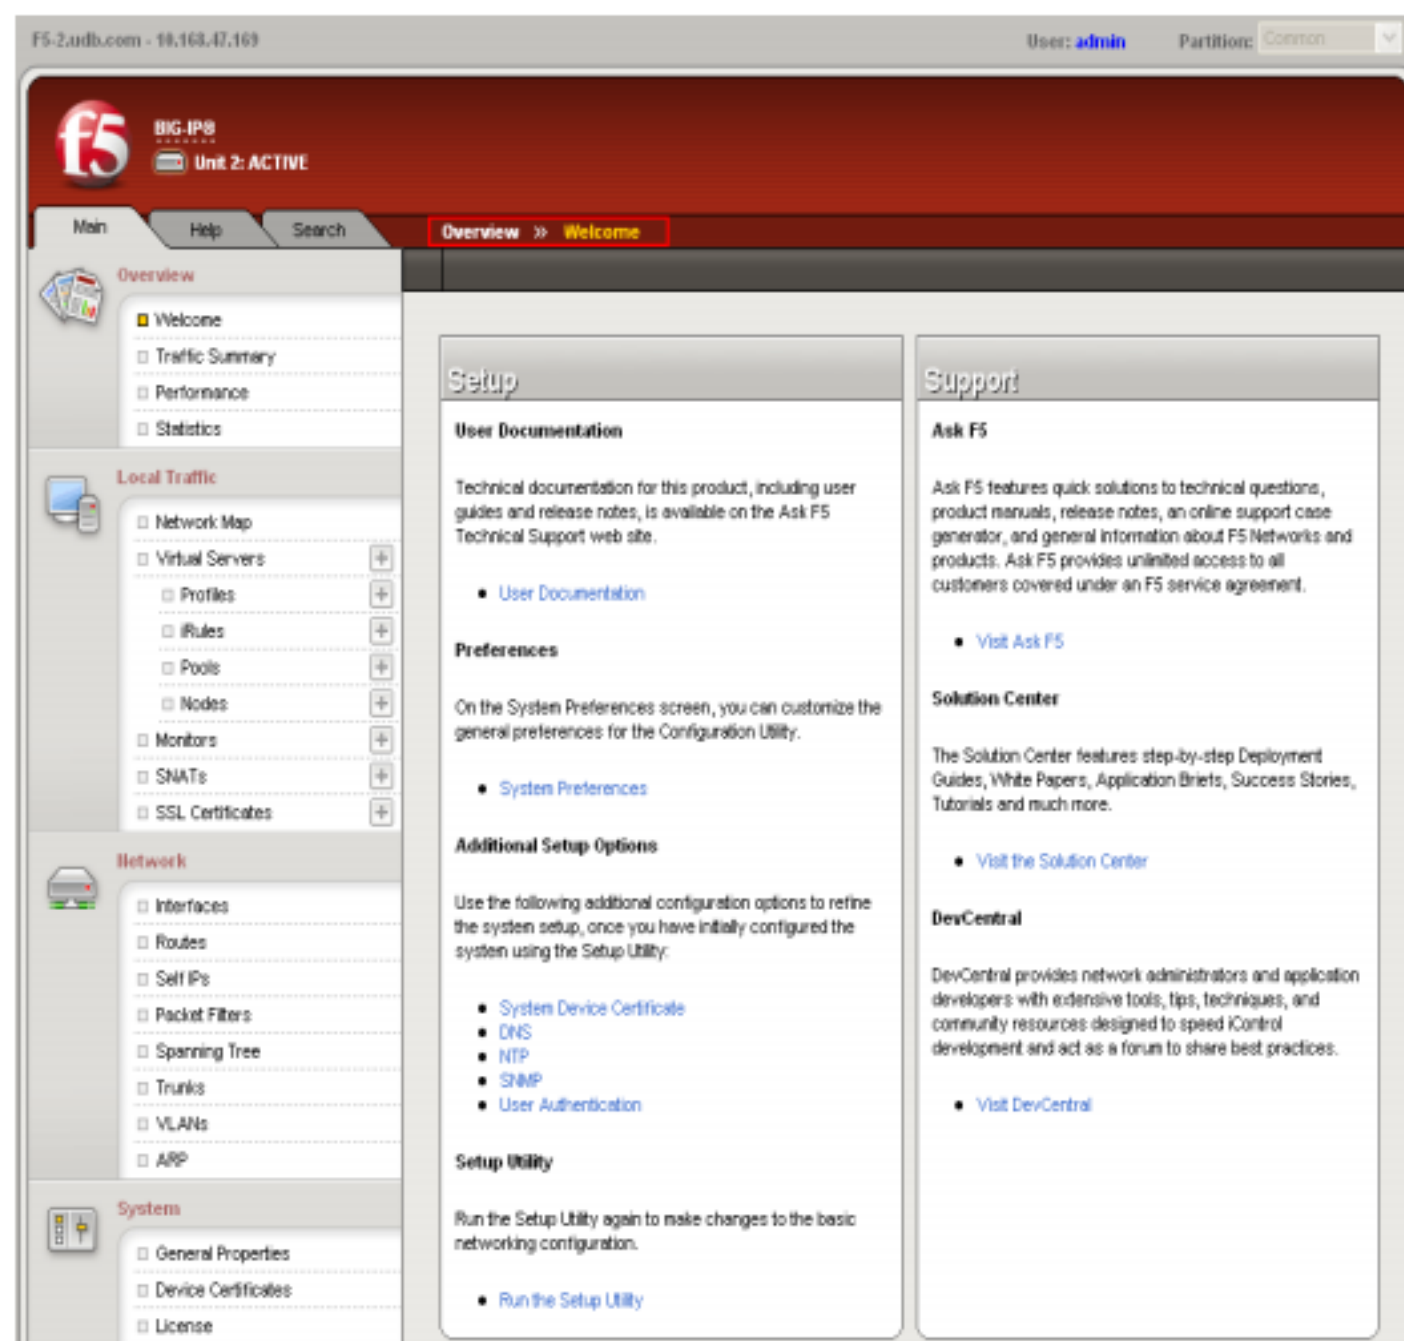 F5-2.udb.com - 10.168.47.169
User: admin
Partition: Common
f5
BIG-IP®
Unit 2: ACTIVE
Main
Help
Search
Overview » Welcome
Overview
Welcome
Traffic Summary
Performance
Statistics
Local Traffic
Network Map
Virtual Servers
Profiles
iRules
Pools
Nodes
Monitors
SNATs
SSL Certificates
Network
Interfaces
Routes
Self IPs
Packet Filters
Spanning Tree
Trunks
VLANs
ARP
System
General Properties
Device Certificates
License
Setup
User Documentation
Technical documentation for this product, including user
guides and release notes, is available on the Ask F5
Technical Support web site.
User Documentation
Preferences
On the System Preferences screen, you can customize the
general preferences for the Configuration Utility.
System Preferences
Additional Setup Options
Use the following additional configuration options to refine
the system setup, once you have initially configured the
system using the Setup Utility:
System Device Certificate
DNS
NTP
SNMP
User Authentication
Setup Utility
Run the Setup Utility again to make changes to the basic
networking configuration.
Run the Setup Utility
Support
Ask F5
Ask F5 features quick solutions to technical questions,
product manuals, release notes, an online support case
generator, and general information about F5 Networks and
products. Ask F5 provides unlimited access to all
customers covered under an F5 service agreement.
Visit Ask F5
Solution Center
The Solution Center features step-by-step Deployment
Guides, White Papers, Application Briefs, Success Stories,
Tutorials and much more.
Visit the Solution Center
DevCentral
DevCentral provides network administrators and application
developers with extensive tools, tips, techniques, and
community resources designed to speed iControl
development and act as a forum to share best practices.
Visit DevCentral